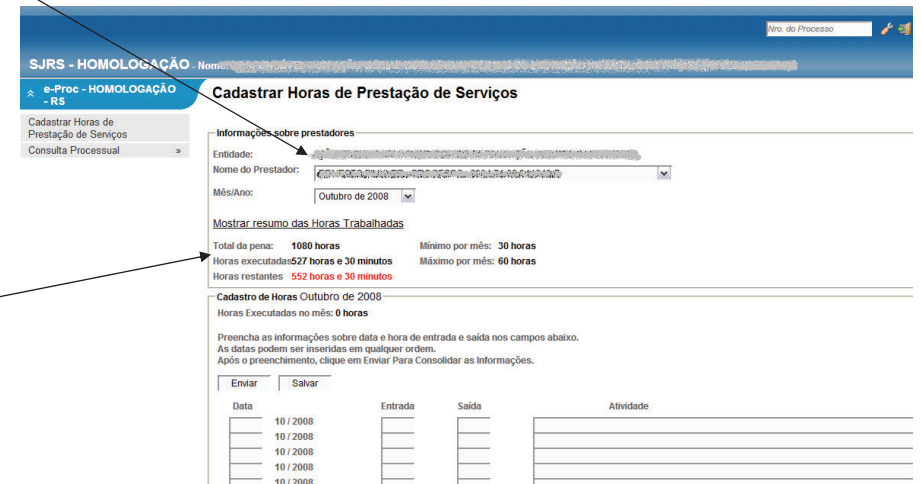 Nro. do Processo
SJRS - HOMOLOGAÇÃO - Nome:
e-Proc - HOMOLOGAÇÃO
- RS
Cadastrar Horas de
Prestação de Serviços
Consulta Processual »
Cadastrar Horas de Prestação de Serviços
Informações sobre prestadores
Entidade:
Nome do Prestador:
Mês/Ano: Outubro de 2008
Mostrar resumo das Horas Trabalhadas
Total da pena: 1080 horas Mínimo por mês: 30 horas
Horas executadas 527 horas e 30 minutos Máximo por mês: 60 horas
Horas restantes 552 horas e 30 minutos
Cadastro de Horas Outubro de 2008
Horas Executadas no mês: 0 horas
Preencha as informações sobre data e hora de entrada e saída nos campos abaixo.
As datas podem ser inseridas em qualquer ordem.
Após o preenchimento, clique em Enviar Para Consolidar as Informações.
Enviar Salvar
Data Entrada Saída Atividade
10 / 2008
10 / 2008
10 / 2008
10 / 2008
10 / 2008